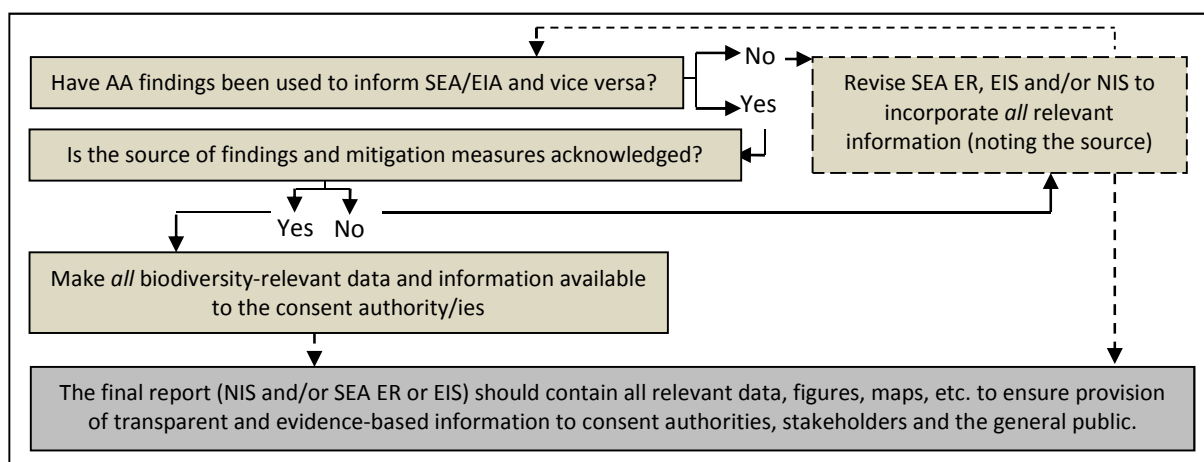 Have AA findings been used to inform SEA/EIA and vice versa?
No
Yes
Revise SEA ER, EIS and/or NIS to
incorporate all relevant
information (noting the source)
Is the source of findings and mitigation measures acknowledged?
Yes
No
Make all biodiversity-relevant data and information available
to the consent authority/ies
The final report (NIS and/or SEA ER or EIS) should contain all relevant data, figures, maps, etc. to ensure provision
of transparent and evidence-based information to consent authorities, stakeholders and the general public.